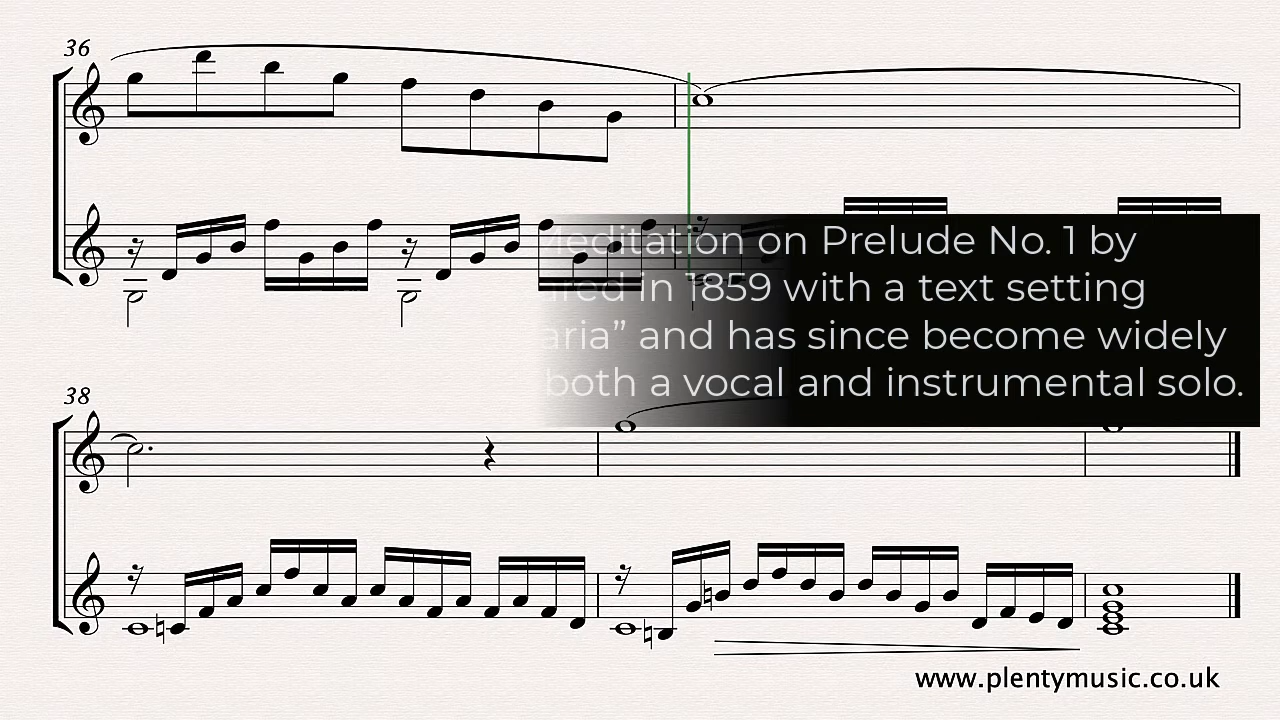 36
Meditation on Prelude No. 1 by
in 1859 with a text setting
and has since become widely
both a vocal and instrumental solo.
38
www.plentymusic.co.uk